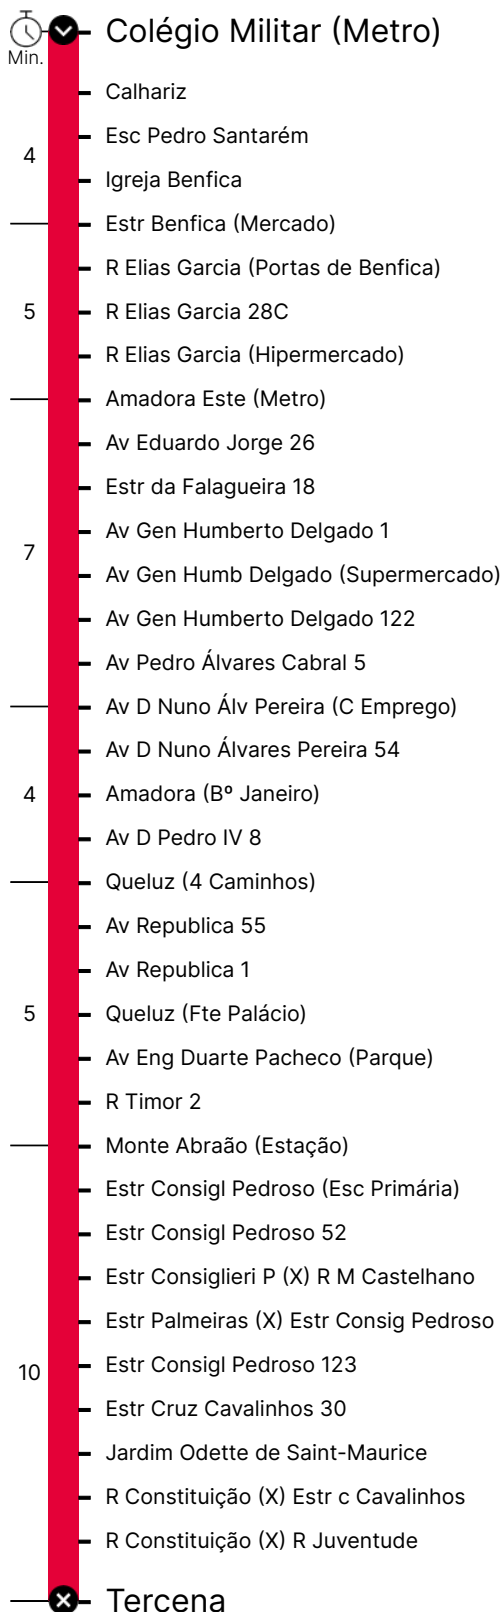 Colégio Militar (Metro)
Min.
Calhariz
Esc Pedro Santarém
4
Igreja Benfica
Estr Benfica (Mercado)
R Elias Garcia (Portas de Benfica)
5
R Elias Garcia 28C
R Elias Garcia (Hipermercado)
Amadora Este (Metro)
Av Eduardo Jorge 26
Estr da Falagueira 18
Av Gen Humberto Delgado 1
7
Av Gen Humb Delgado (Supermercado)
Av Gen Humberto Delgado 122
Av Pedro Álvares Cabral 5
Av D Nuno Álv Pereira (C Emprego)
Av D Nuno Álvares Pereira 54
4
Amadora (Bº Janeiro)
Av D Pedro IV 8
Queluz (4 Caminhos)
Av Republica 55
Av Republica 1
5
Queluz (Fte Palácio)
Av Eng Duarte Pacheco (Parque)
R Timor 2
Monte Abraão (Estação)
Estr Consigl Pedroso (Esc Primária)
Estr Consigl Pedroso 52
Estr Consiglieri P (X) R M Castelhano
Estr Palmeiras (X) Estr Consig Pedroso
10
Estr Consigl Pedroso 123
Estr Cruz Cavalinhos 30
Jardim Odette de Saint-Maurice
R Constituição (X) Estr c Cavalinhos
R Constituição (X) R Juventude
Tercena